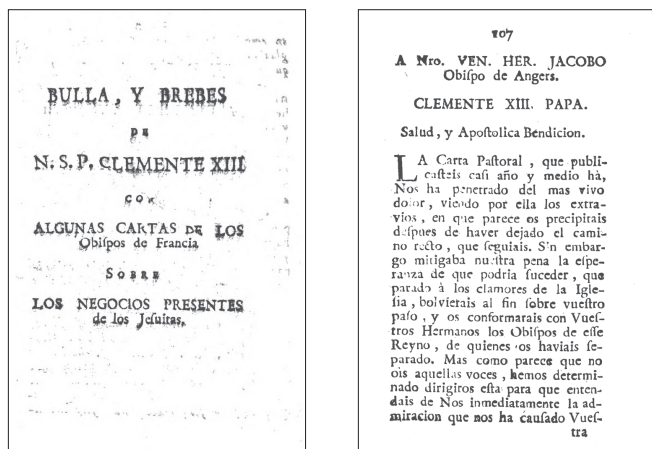 BULLA, Y BREBES
DE
N. S. P. CLEMENTE XIII
CON
ALGUNAS CARTAS DE LOS
Obiſpos de Francia
SOBRE
LOS NEGOCIOS PRESENTES
de los Jeſuitas.
107
A Nro. VEN. HER. JACOBO
Obiſpo de Angers.
CLEMENTE XIII. PAPA.
Salud, y Apoſtolica Bendicion.
LA Carta Paſtoral, que publi-
caſteis caſi año y medio hà,
Nos ha penetrado del mas vivo
dolor, viendo por ella los extra-
vios, en que parece os precipitais
deſpues de haver dejado el cami-
no recto, que ſeguiais. Sin embar-
go mitigaba nueſtra pena la eſpe-
ranza de que podria ſuceder, que
parado à los clamores de la Igle-
ſia, bolvierais al fin ſobre vueſtro
paſo, y os conformarais con Vueſ-
tros Hermanos los Obiſpos de eſſe
Reyno, de quienes os haviais ſe-
parado. Mas como parece que no
ois aquellas voces, hemos determi-
nado dirigiros eſta para que enten-
dais de Nos inmediatamente la ad-
miracion que nos ha cauſado Vueſ-
tra